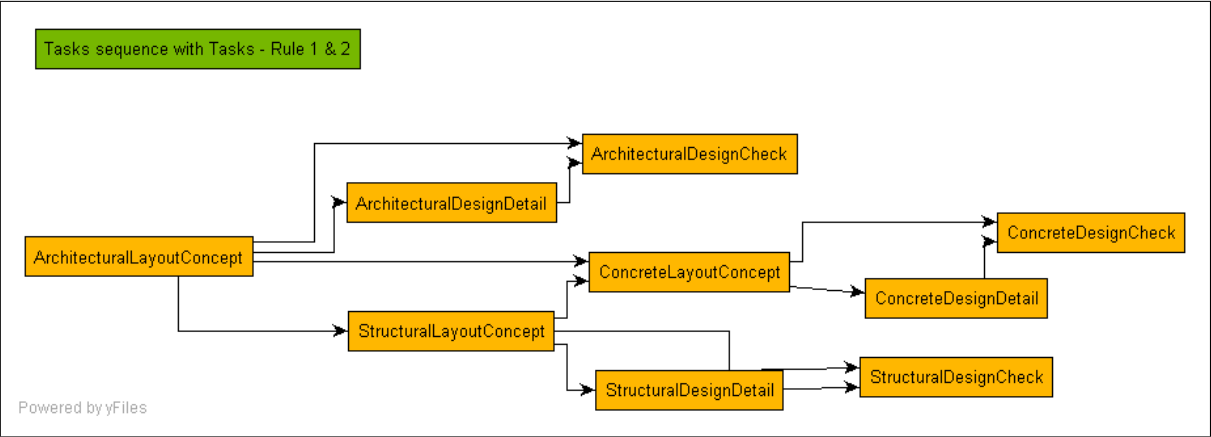 Tasks sequence with Tasks - Rule 1 & 2
ArchitecturalDesignCheck
ArchitecturalDesignDetail
ConcreteDesignCheck
ArchitecturalLayoutConcept
ConcreteLayoutConcept
ConcreteDesignDetail
StructuralLayoutConcept
StructuralDesignCheck
StructuralDesignDetail
Powered by yFiles